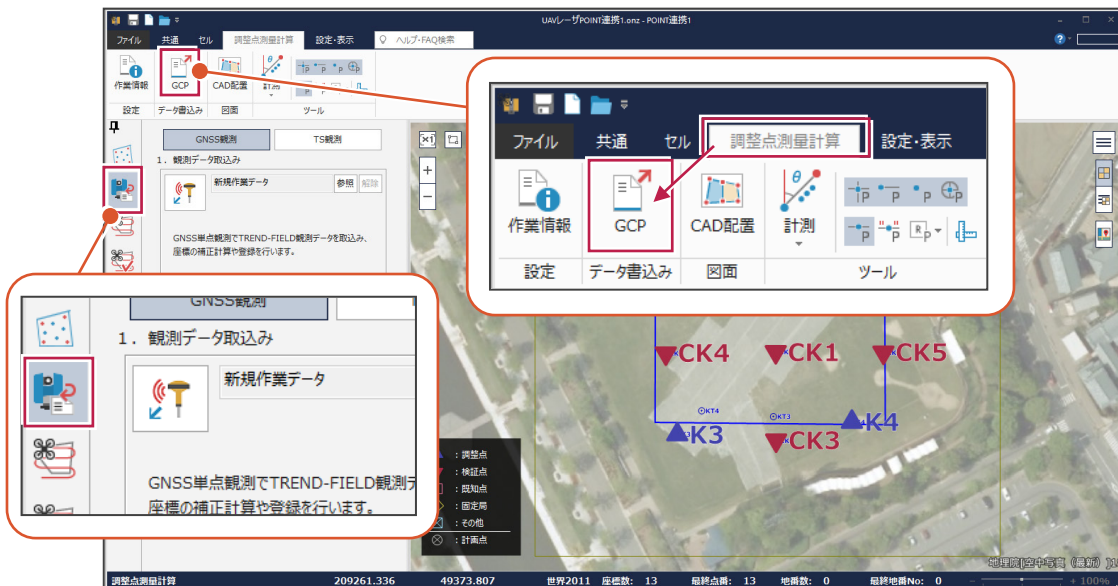 UAVレーザPOINT連携1.onz - POINT連携1
ファイル 共通 セル 調整点測量計算 設定・表示 ヘルプ・FAQ検索
作業情報 GCP CAD配置 計測
設定 データ書込み 図面 ツール
GNSS観測 TS観測
1. 観測データ取込み
新規作業データ 参照 解除
GNSS単点観測でTREND-FIELD観測データを取込み、
座標の補正計算や登録を行います。
ファイル 共通 セル 調整点測量計算 設定・表示
作業情報 GCP CAD配置 計測
設定 データ書込み 図面 ツール
GNSS観測
1. 観測データ取込み
新規作業データ
GNSS単点観測でTREND-FIELD観測デ
座標の補正計算や登録を行います。
CK4 CK1 CK5
KT4 KT3
K3 CK3 K4
:調整点
:検証点
:既知点
:固定局
:その他
:計画点
地理院[空中写真(最新)]
調整点測量計算 209261.336 49373.807 世界2011 座標数: 13 最終点番: 13 地番数: 0 最終地番No: 0 - + 100%